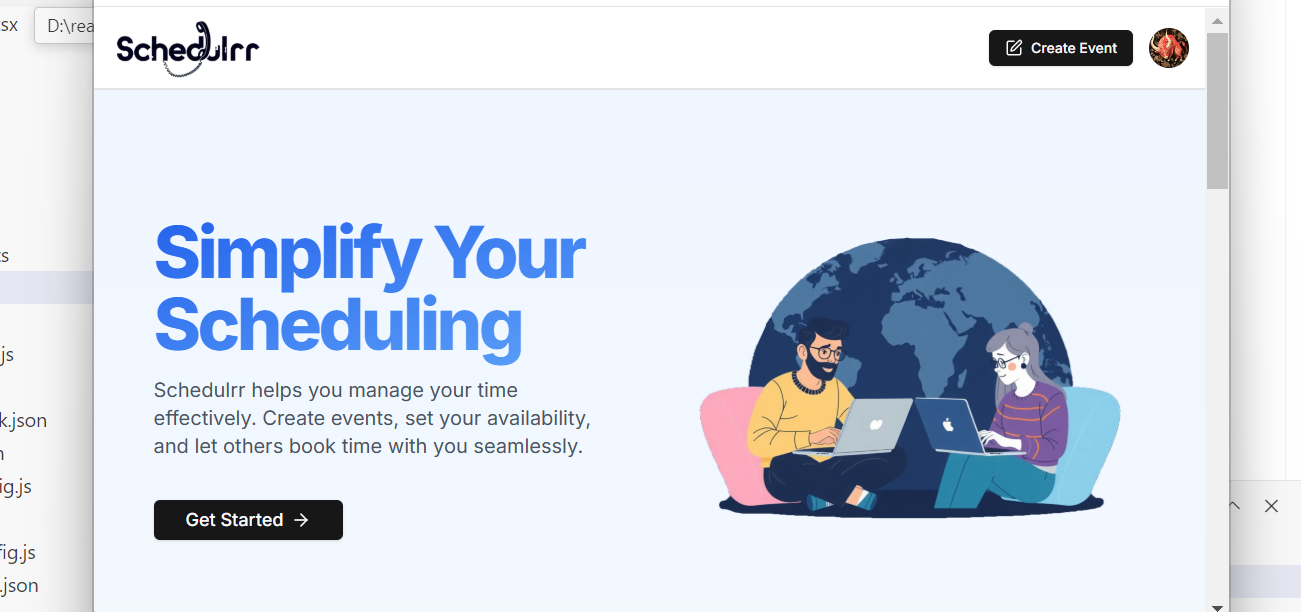 sx
D:\rea
Schedulrr
Create Event
Simplify Your
Scheduling
Schedulrr helps you manage your time
effectively. Create events, set your availability,
and let others book time with you seamlessly.
Get Started
s
js
k.json
n
ig.js
fig.js
.json